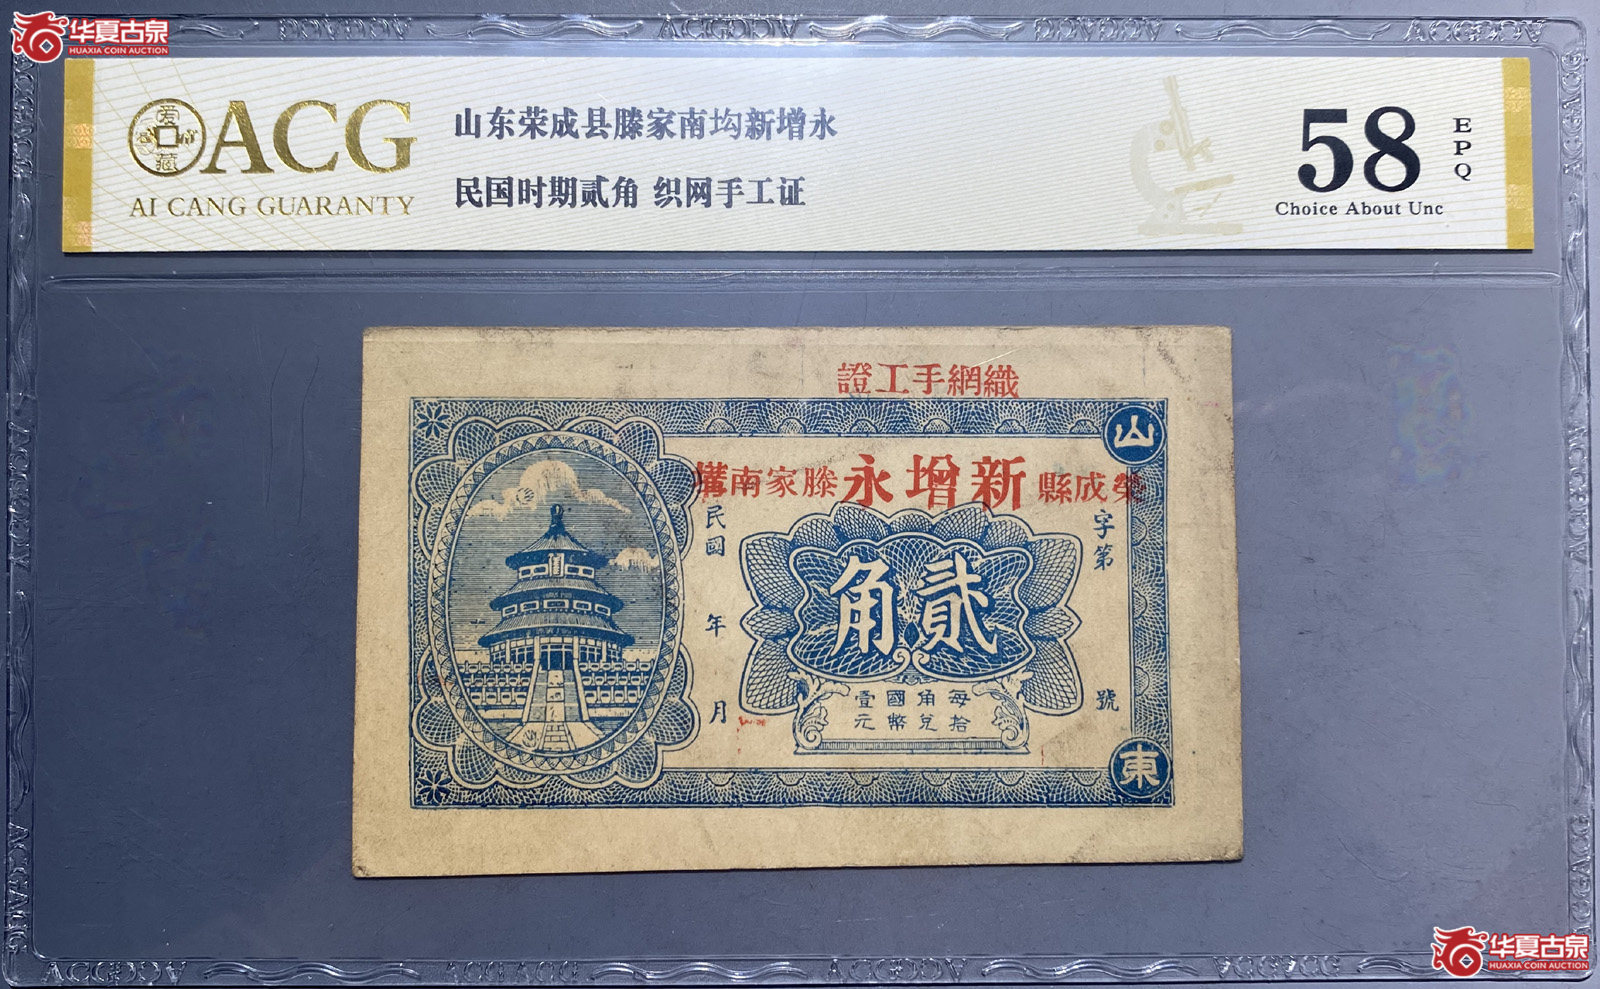 华夏古泉
HUAXIA COIN AUCTION
爱藏
ACG
AI CANG GUARANTY
山东荣成县滕家南坸新增永
民国时期贰角 织网手工证
58
EPQ
Choice About Unc
證工手網織
山
溝南家滕永增新縣成榮
民國 年 月
字第 號
角貳
每角國壹
拾兌幣元
東
华夏古泉
HUAXIA COIN AUCTION